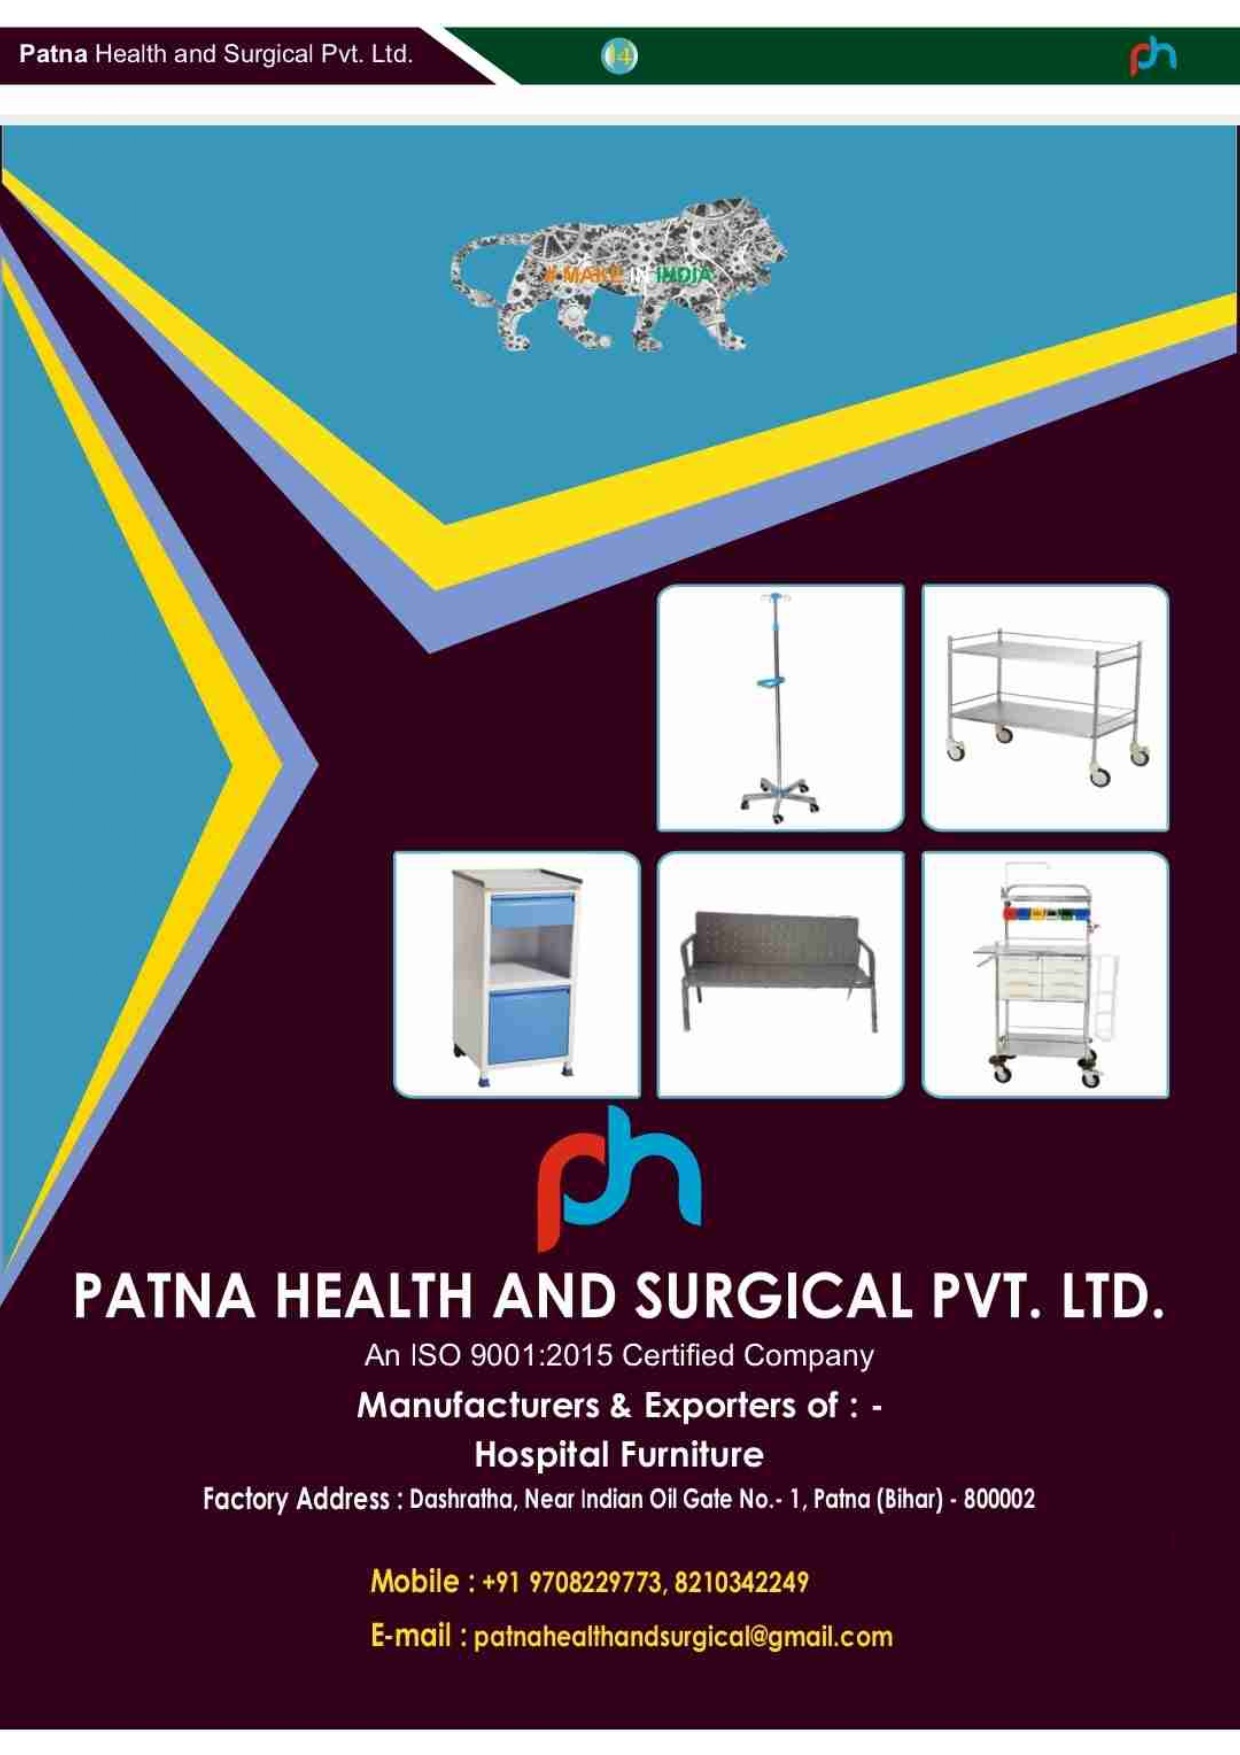 Patna Health and Surgical Pvt. Ltd.
14
ph
# MAKE IN INDIA
ph
PATNA HEALTH AND SURGICAL PVT. LTD.
An ISO 9001:2015 Certified Company
Manufacturers & Exporters of : -
Hospital Furniture
Factory Address : Dashratha, Near Indian Oil Gate No.- 1, Patna (Bihar) - 800002
Mobile : +91 9708229773, 8210342249
E-mail : patnahealthandsurgical@gmail.com